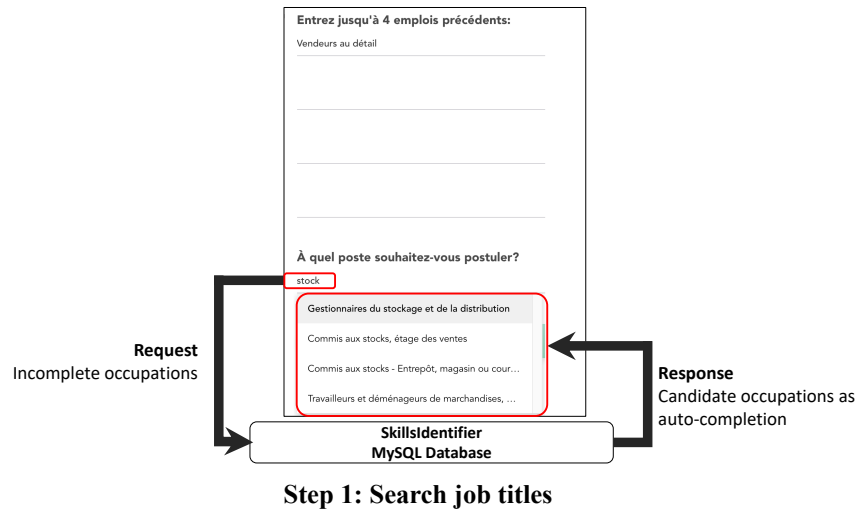 Entrez jusqu'à 4 emplois précédents:
Vendeurs au détail
À quel poste souhaitez-vous postuler?
stock
Gestionnaires du stockage et de la distribution
Commis aux stocks, étage des ventes
Commis aux stocks - Entrepôt, magasin ou cour...
Travailleurs et déménageurs de marchandises, ...
Request
Incomplete occupations
Response
Candidate occupations as
auto-completion
SkillsIdentifier
MySQL Database
Step 1: Search job titles